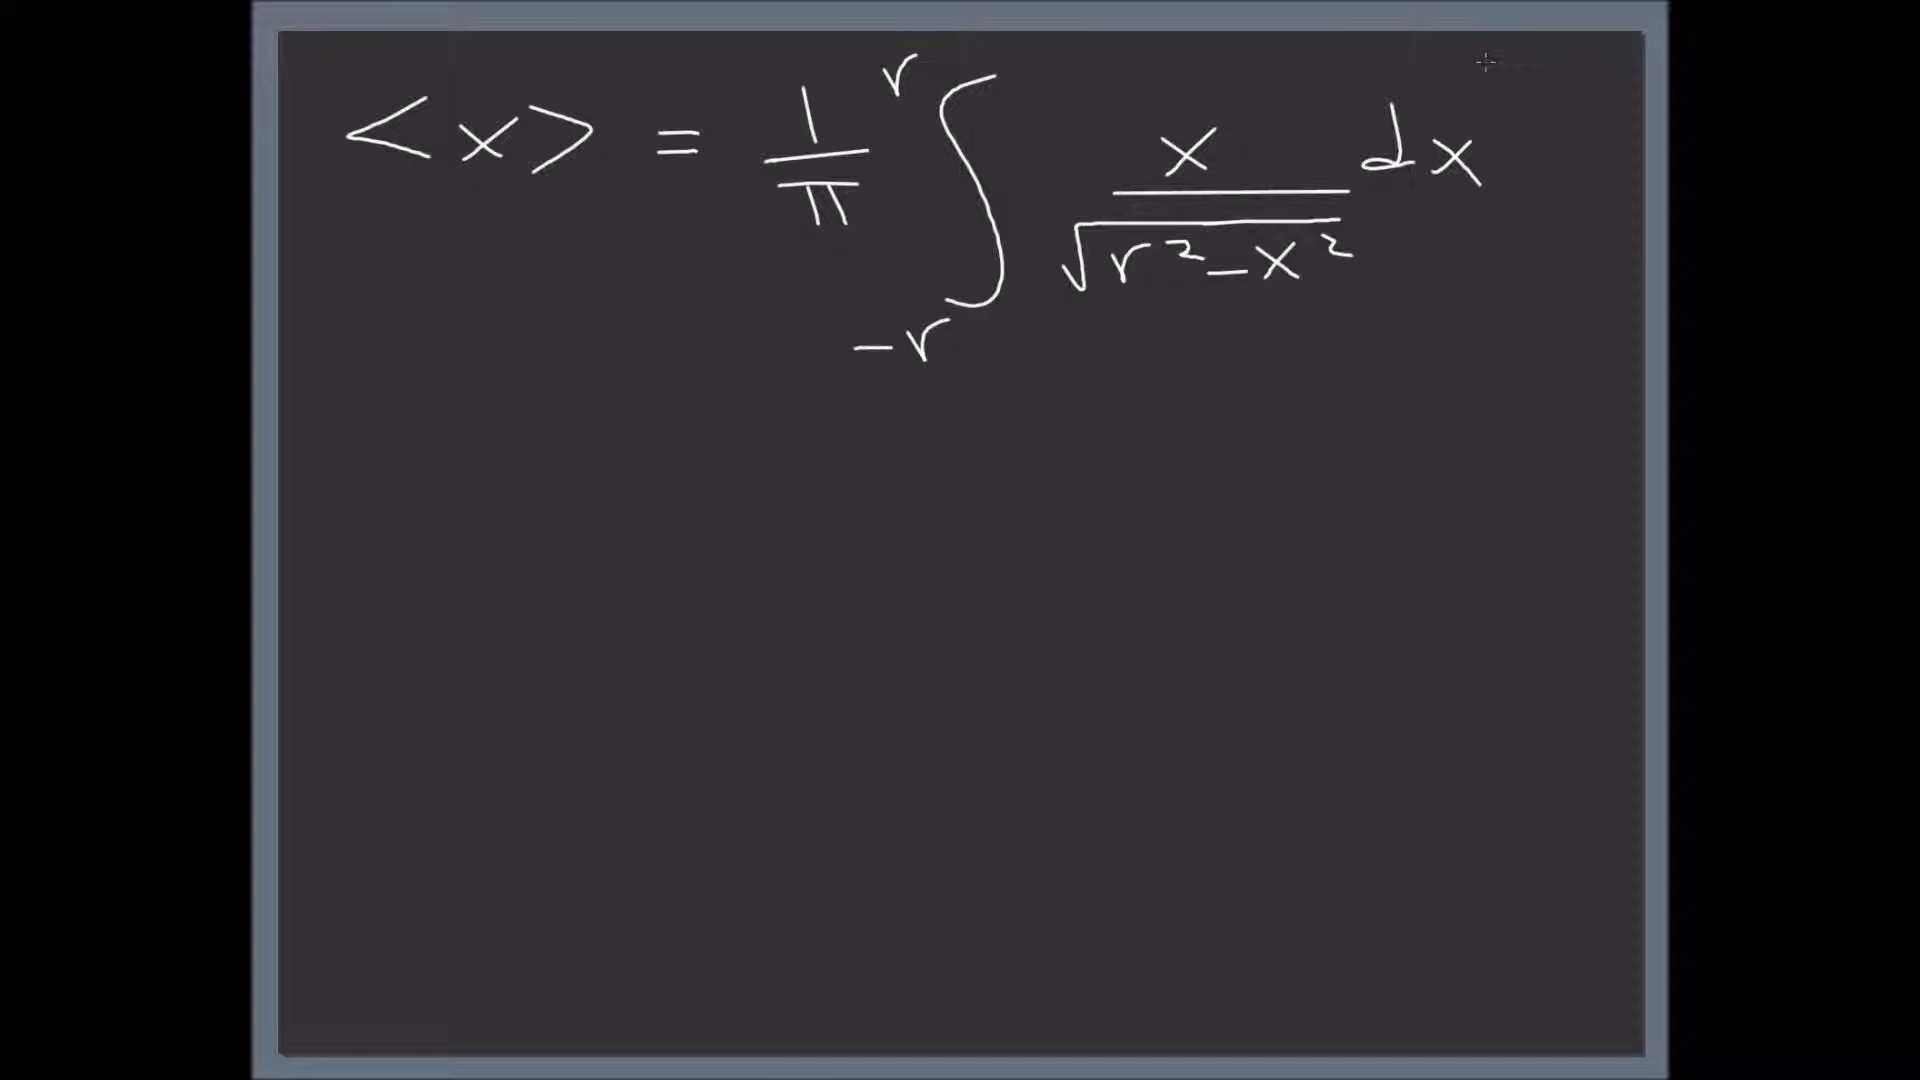 <x> = 1/π ∫_{-r}^{r} x/√(r²-x²) dx